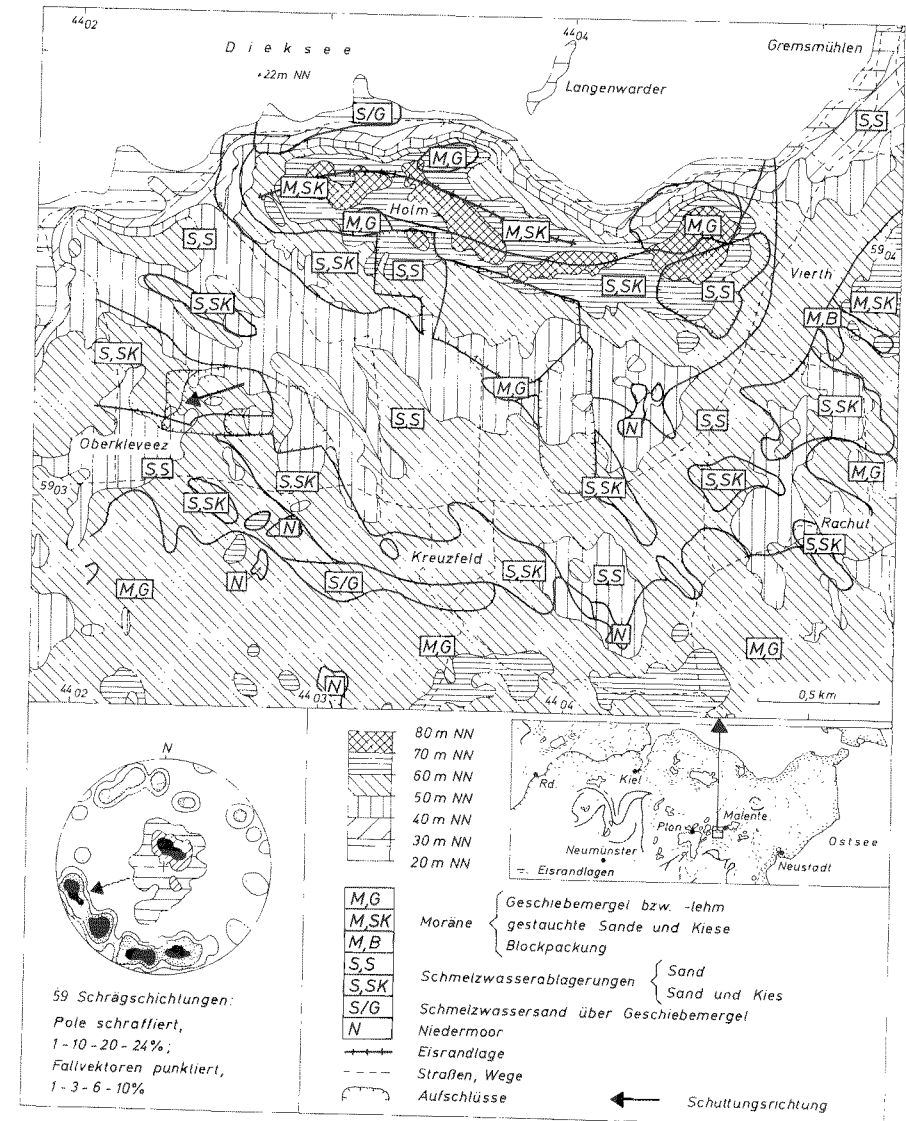 44 02
44 04
Dieksee
•22m NN
Gremsmühlen
Langenwarder
S/G
S,S
M,G
M,SK
Holm
M,G
M,SK
M,G
S,S
S,SK
S,S
S,SK
S,S
Vierth
59 04
M,SK
M,B
S,SK
S,SK
M,G
S,S
N
S,S
S,SK
Oberkleveez
S,S
59 03
S,SK
S,SK
S,SK
S,SK
M,G
N
Rachut
S,SK
Kreuzfeld
S,SK
S,S
N
S/G
M,G
N
M,G
M,G
44 02
44 03
N
44 04
0,5 km
N
80 m NN
70 m NN
60 m NN
50 m NN
40 m NN
30 m NN
20 m NN
Rd.
Kiel
Plön
Malente
Neumünster
Ostsee
Neustadt
Eisrandlagen
59 Schrägschichtungen:
Pole schraffiert,
1-10-20-24%;
Fallvektoren punktiert,
1-3-6-10%
M,G
M,SK
M,B
S,S
S,SK
S/G
N
Moräne
Geschiebemergel bzw. -lehm
gestauchte Sande und Kiese
Blockpackung
Schmelzwasserablagerungen
Sand
Sand und Kies
Schmelzwassersand über Geschiebemergel
Niedermoor
Eisrandlage
Straßen, Wege
Aufschlüsse
Schüttungsrichtung